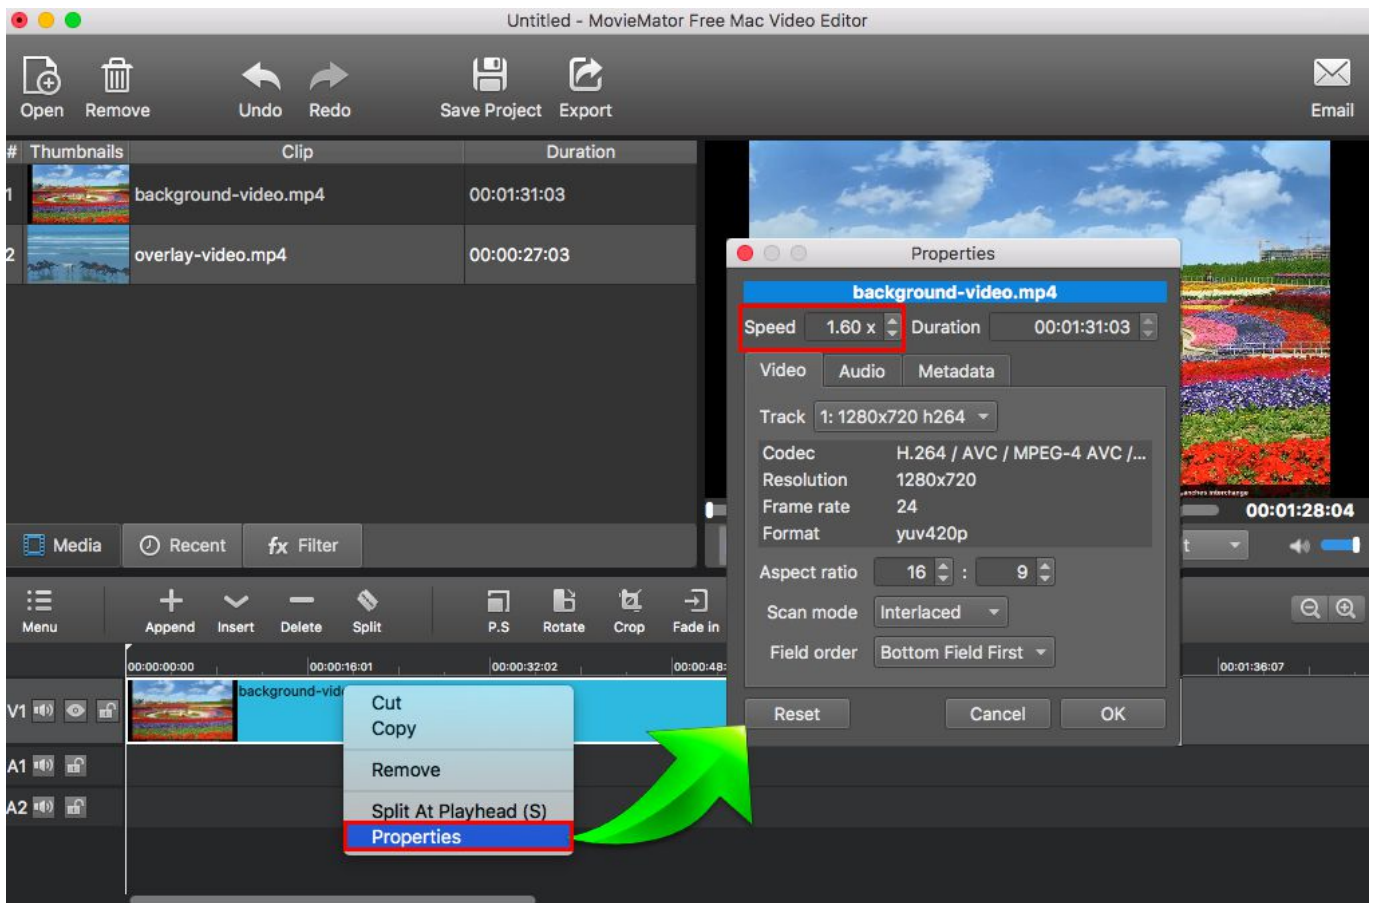 Untitled - MovieMator Free Mac Video Editor
Open Remove Undo Redo Save Project Export Email
# Thumbnails Clip Duration
1 background-video.mp4 00:01:31:03
2 overlay-video.mp4 00:00:27:03
Properties
background-video.mp4
Speed 1.60 x Duration 00:01:31:03
Video Audio Metadata
Track 1: 1280x720 h264
Codec H.264 / AVC / MPEG-4 AVC /...
Resolution 1280x720
Frame rate 24
Format yuv420p
Aspect ratio 16 : 9
Scan mode Interlaced
Field order Bottom Field First
Reset Cancel OK
00:01:28:04
Media Recent fx Filter
t
Menu Append Insert Delete Split P.S Rotate Crop Fade in
00:00:00:00 00:00:16:01 00:00:32:02 00:00:48: 00:01:36:07
V1 background-vid
A1
A2
Cut
Copy
Remove
Split At Playhead (S)
Properties